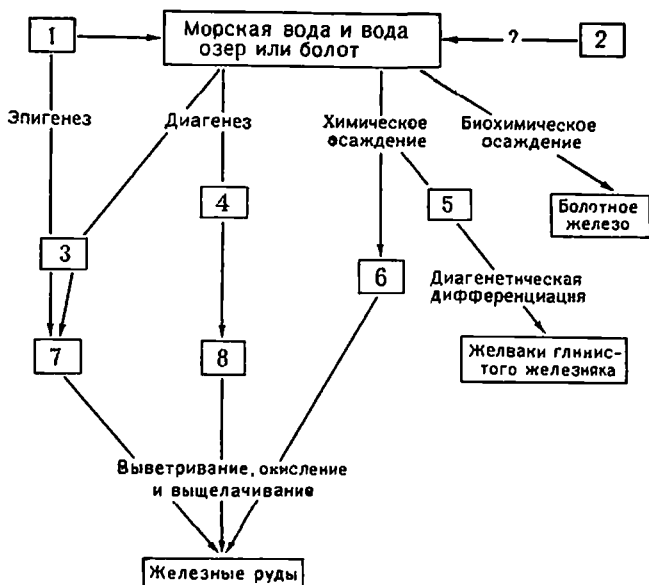 1
Морская вода и вода
озер или болот
?
2
Эпигенез
Диагенез
Химическое
осаждение
Биохимическое
осаждение
4
5
Болотное
железо
3
6
Диагенетическая
дифференциация
7
8
Желваки глинис-
того железняка
Выветривание, окисление
и выщелачивание
Железные руды